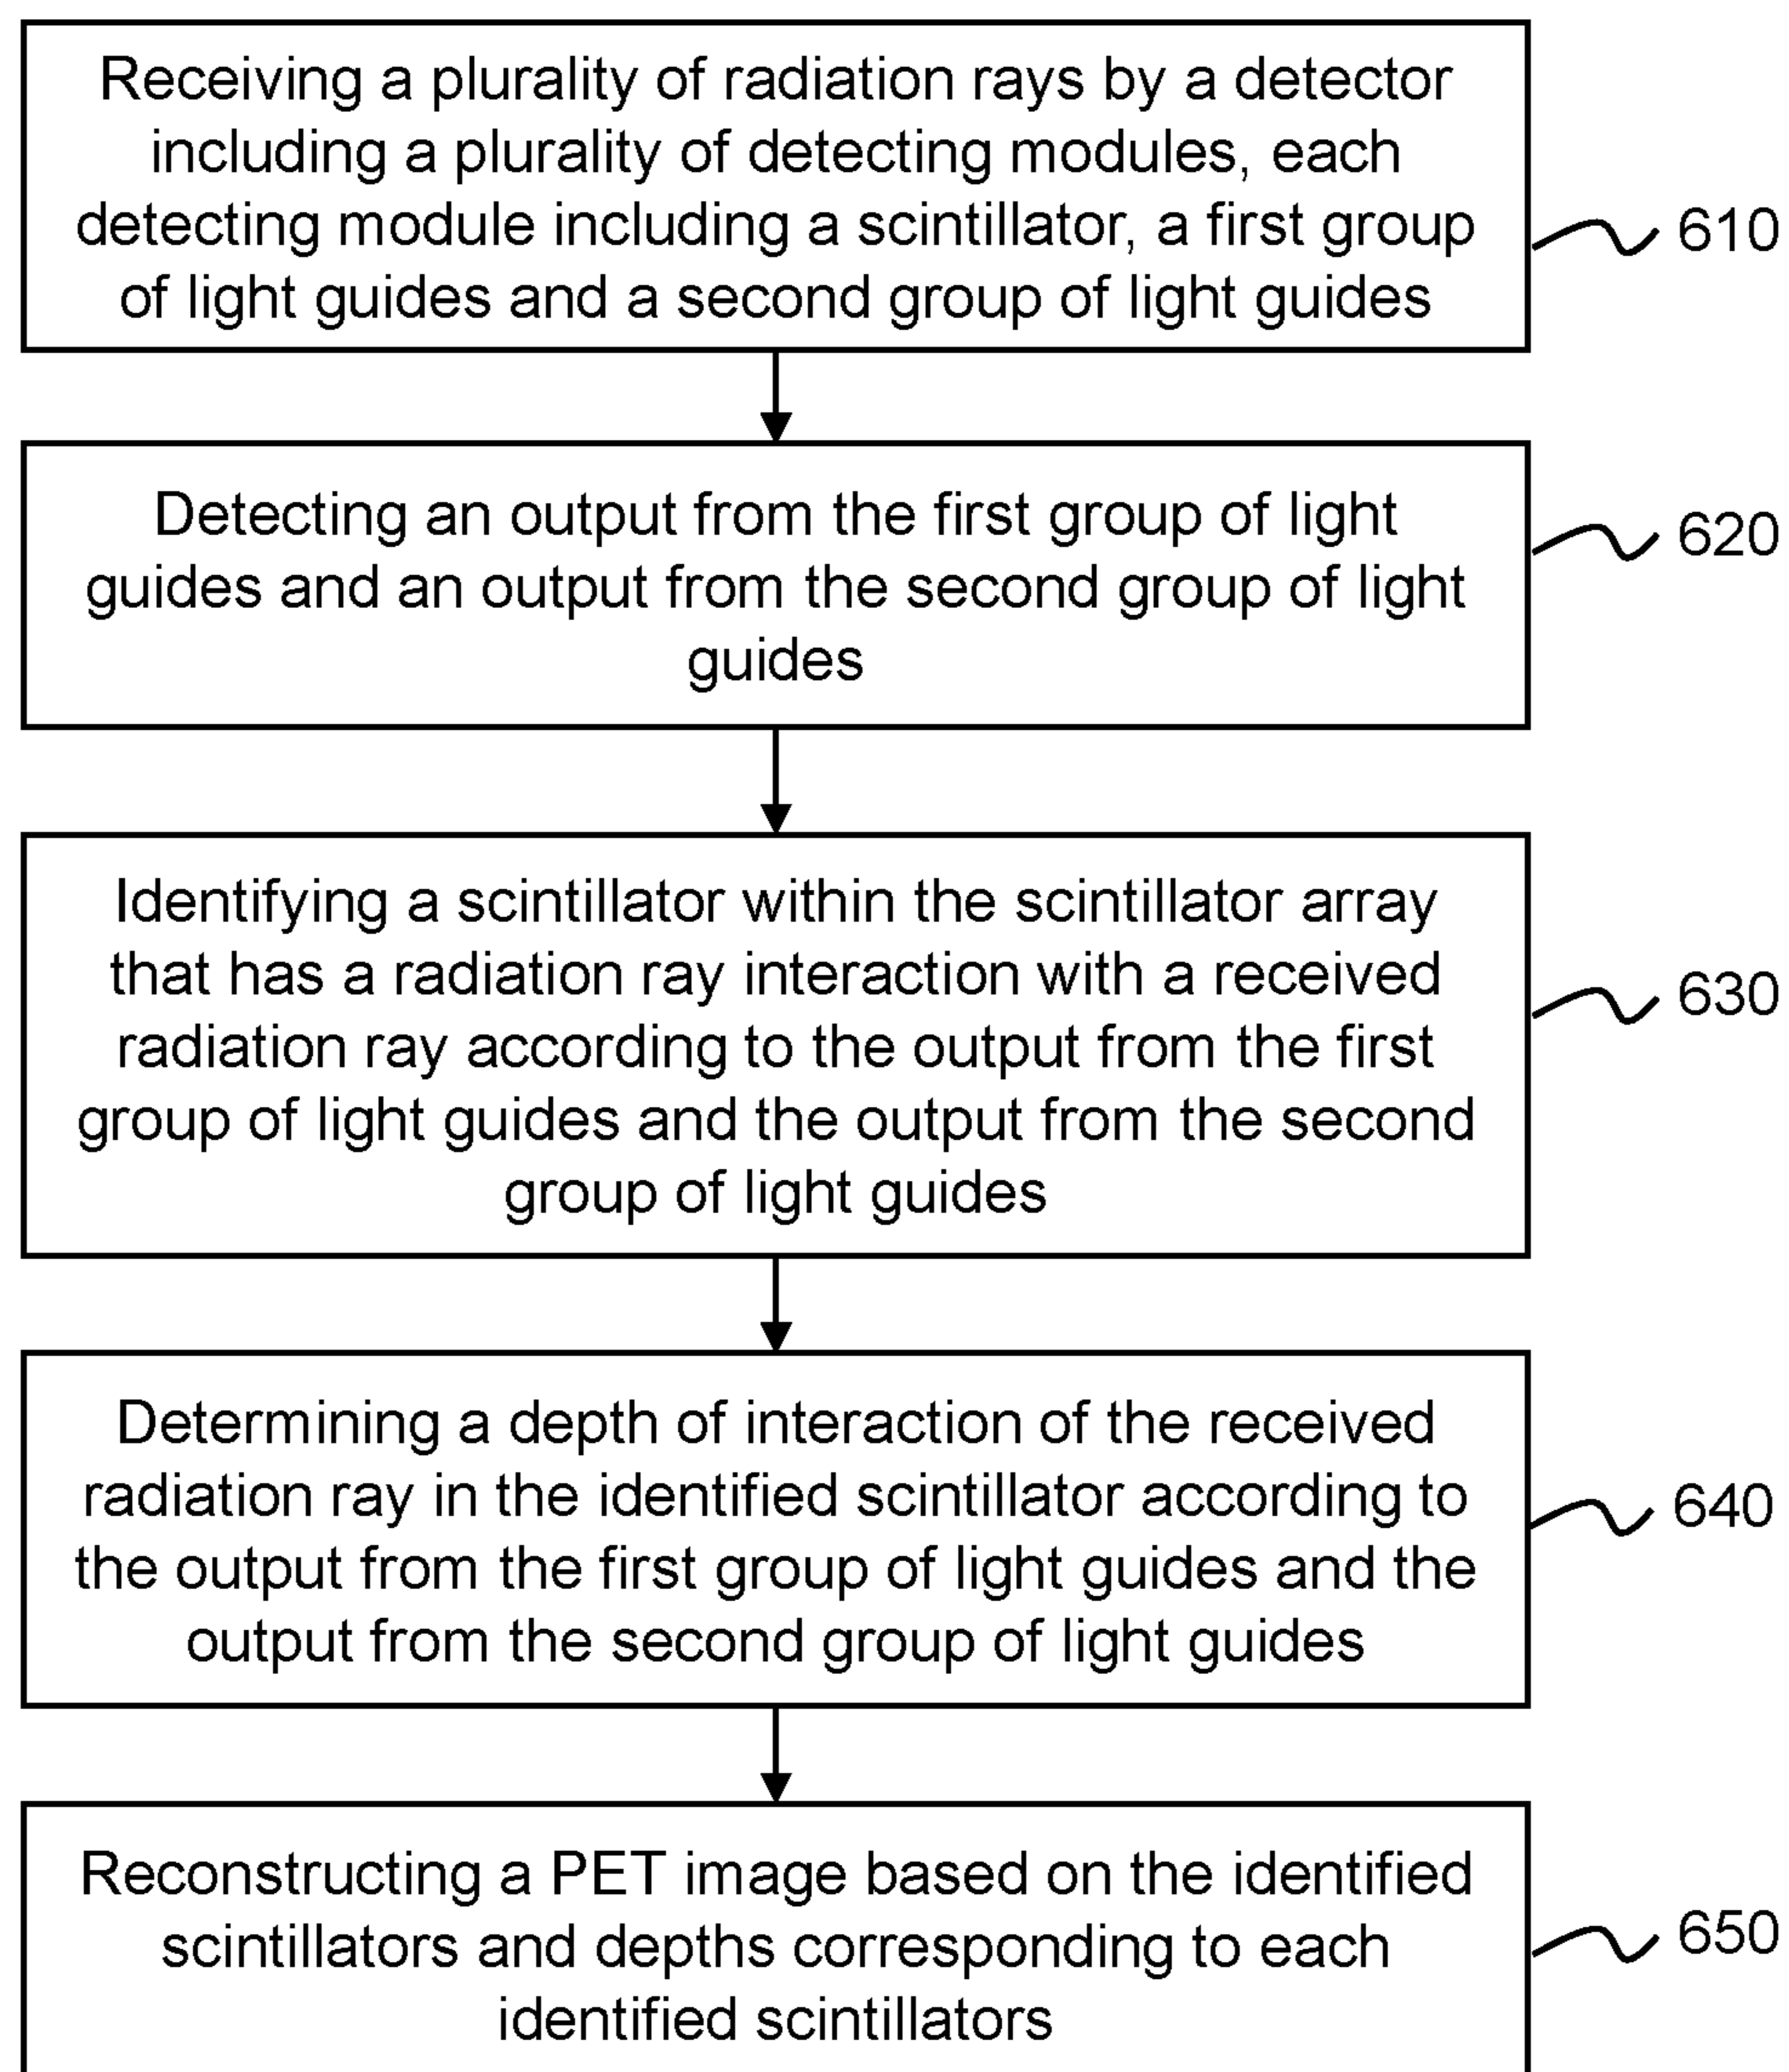 Receiving a plurality of radiation rays by a detector
including a plurality of detecting modules, each
detecting module including a scintillator, a first group
of light guides and a second group of light guides
610
Detecting an output from the first group of light
guides and an output from the second group of light
guides
620
Identifying a scintillator within the scintillator array
that has a radiation ray interaction with a received
radiation ray according to the output from the first
group of light guides and the output from the second
group of light guides
630
Determining a depth of interaction of the received
radiation ray in the identified scintillator according to
the output from the first group of light guides and the
output from the second group of light guides
640
Reconstructing a PET image based on the identified
scintillators and depths corresponding to each
identified scintillators
650